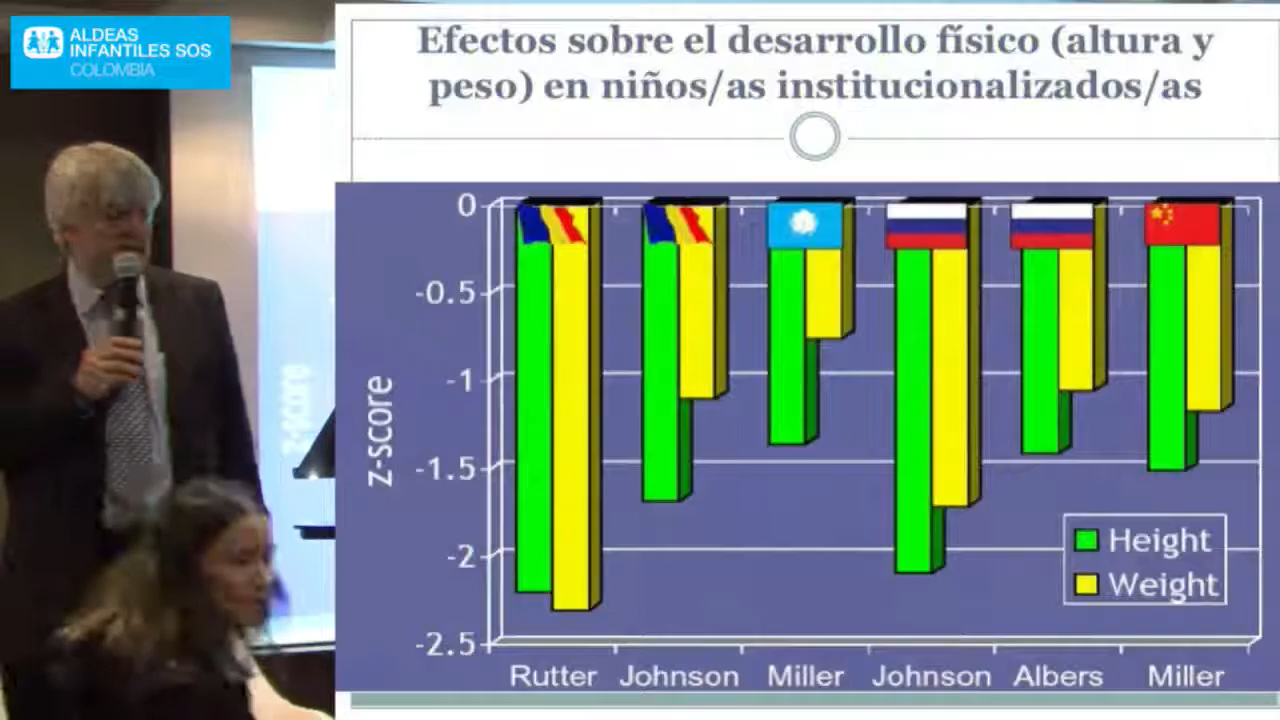 ALDEAS
INFANTILES SOS
COLOMBIA
Efectos sobre el desarrollo físico (altura y
peso) en niños/as institucionalizados/as
0
-0.5
-1
-1.5
-2
-2.5
z-score
z-score
Height
Weight
Rutter Johnson Miller Johnson Albers Miller